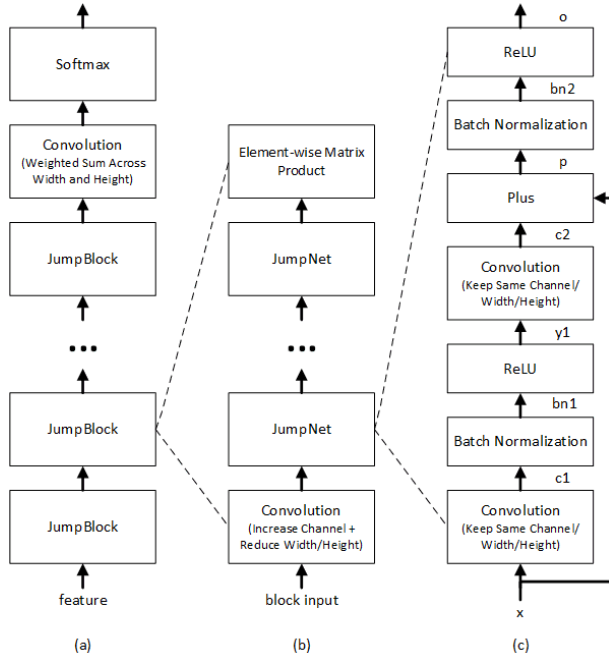 Softmax
Convolution
(Weighted Sum Across
Width and Height)
JumpBlock
...
JumpBlock
JumpBlock
feature
(a)
Element-wise Matrix
Product
JumpNet
...
JumpNet
Convolution
(Increase Channel +
Reduce Width/Height)
block input
(b)
o
ReLU
bn2
Batch Normalization
p
Plus
c2
Convolution
(Keep Same Channel/
Width/Height)
y1
ReLU
bn1
Batch Normalization
c1
Convolution
(Keep Same Channel/
Width/Height)
x
(c)